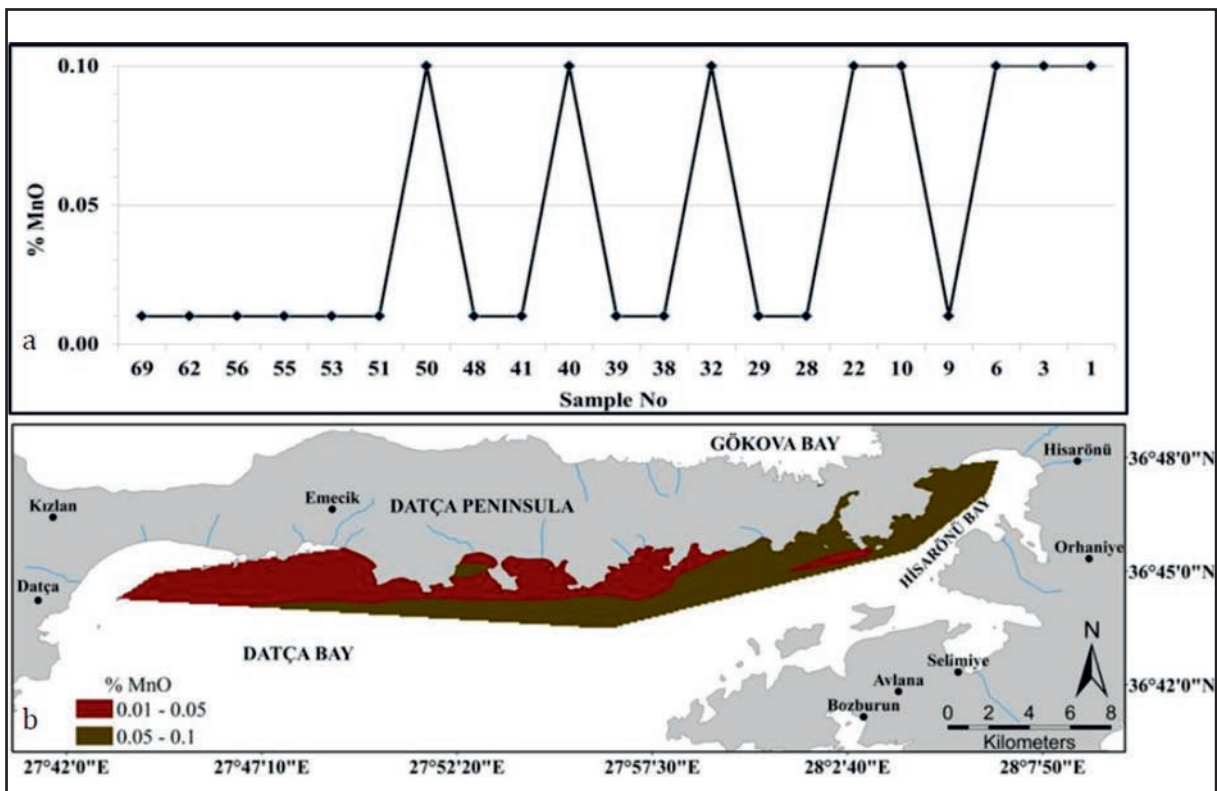 0.10
0.05
0.00
% MnO
a
69 62 56 55 53 51 50 48 41 40 39 38 32 29 28 22 10 9 6 3 1
Sample No
GÖKOVA BAY
Hisarönü
36°48'0"N
Kızlan
Emecik
DATÇA PENINSULA
Orhaniye
36°45'0"N
HİSARÖNÜ BAY
Datça
DATÇA BAY
N
Selimiye
Avlana
36°42'0"N
Bozburun
% MnO
0.01 - 0.05
0.05 - 0.1
b
0 2 4 6 8
Kilometers
27°42'0"E 27°47'10"E 27°52'20"E 27°57'30"E 28°2'40"E 28°7'50"E